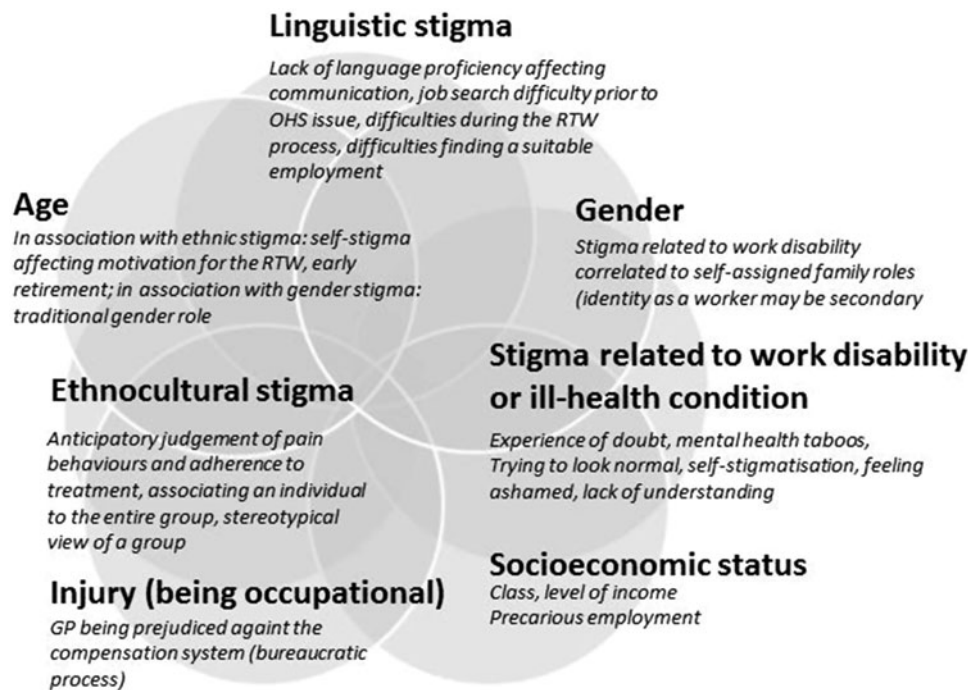 Linguistic stigma
Lack of language proficiency affecting
communication, job search difficulty prior to
OHS issue, difficulties during the RTW
process, difficulties finding a suitable
employment
Age
In association with ethnic stigma: self-stigma
affecting motivation for the RTW, early
retirement; in association with gender stigma:
traditional gender role
Gender
Stigma related to work disability
correlated to self-assigned family roles
(identity as a worker may be secondary
Ethnocultural stigma
Anticipatory judgement of pain
behaviours and adherence to
treatment, associating an individual
to the entire group, stereotypical
view of a group
Stigma related to work disability
or ill-health condition
Experience of doubt, mental health taboos,
Trying to look normal, self-stigmatisation, feeling
ashamed, lack of understanding
Injury (being occupational)
GP being prejudiced againt the
compensation system (bureaucratic
process)
Socioeconomic status
Class, level of income
Precarious employment